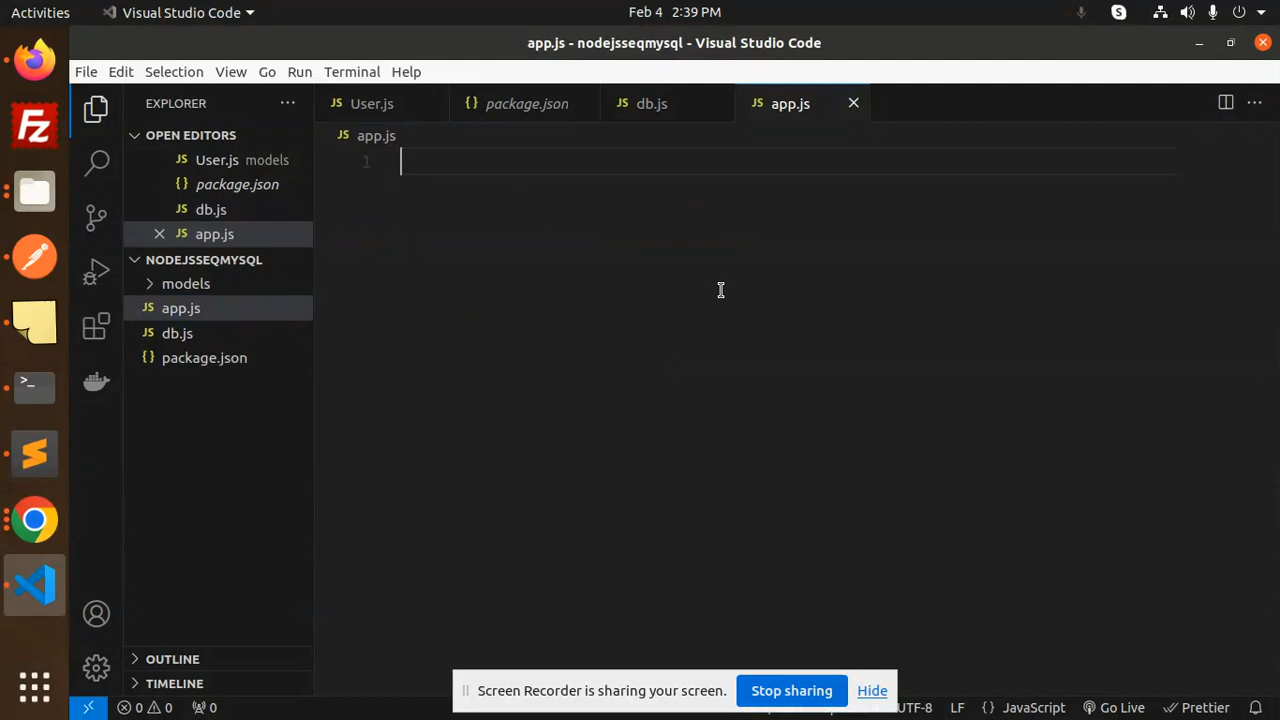 Activities Visual Studio Code Feb 4 2:39 PM
app.js - nodejsseqmysql - Visual Studio Code
File Edit Selection View Go Run Terminal Help
EXPLORER
JS User.js {} package.json JS db.js JS app.js
OPEN EDITORS
JS app.js
JS User.js models
1
{} package.json
JS db.js
JS app.js
NODEJSSEQMYSQL
models
JS app.js
JS db.js
{} package.json
OUTLINE
TIMELINE
Screen Recorder is sharing your screen. Stop sharing Hide
0 0 0 UTF-8 LF {} JavaScript Go Live Prettier